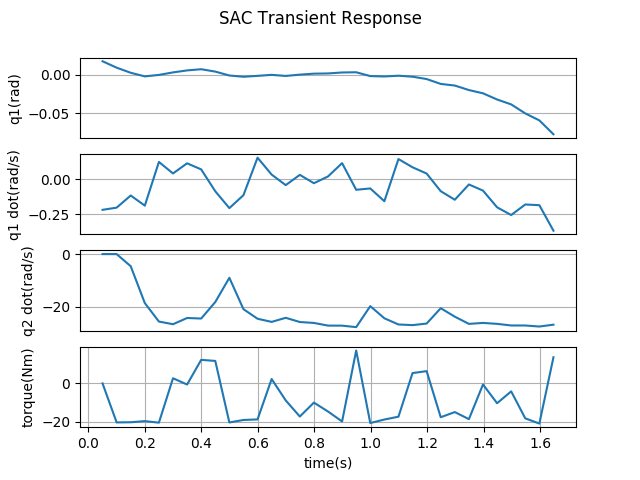 SAC Transient Response
q1(rad)
0.00
−0.05
q1 dot(rad/s)
0.00
−0.25
q2 dot(rad/s)
0
−20
torque(Nm)
0
−20
0.0 0.2 0.4 0.6 0.8 1.0 1.2 1.4 1.6
time(s)